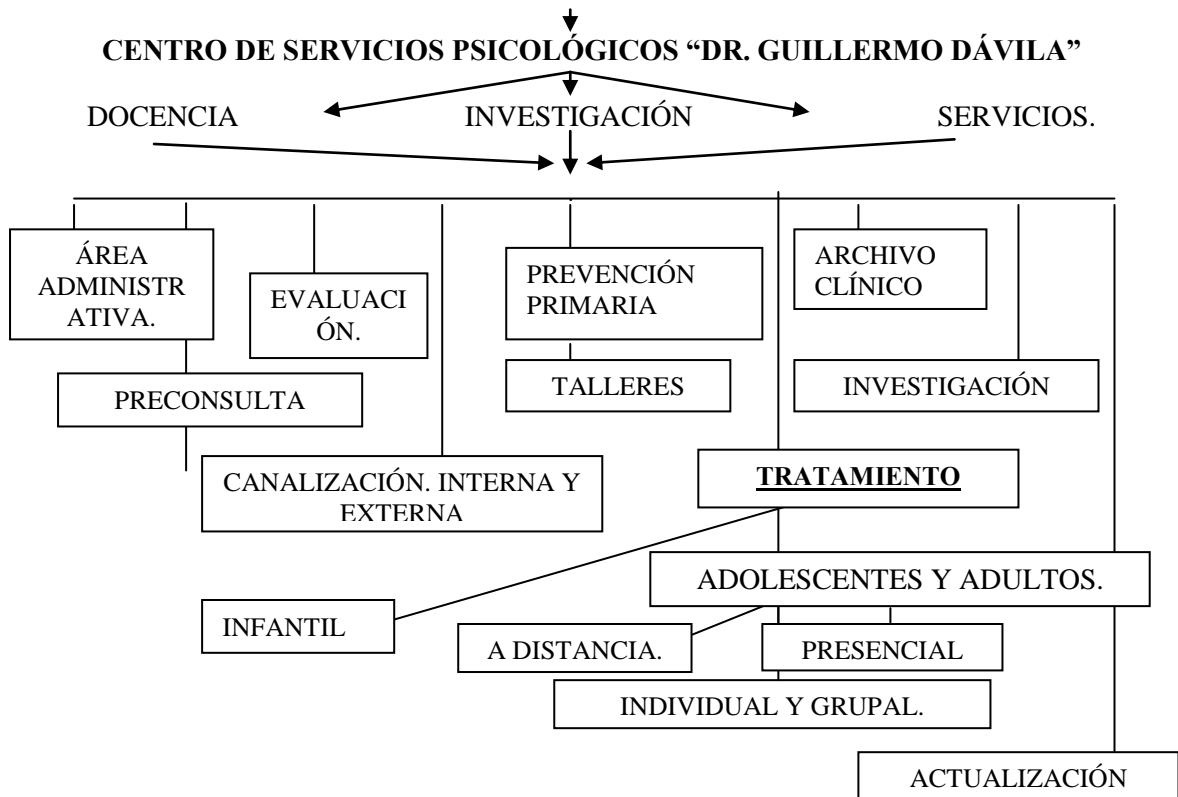 CENTRO DE SERVICIOS PSICOLÓGICOS “DR. GUILLERMO DÁVILA”
DOCENCIA INVESTIGACIÓN SERVICIOS.
ÁREA
ADMINISTR
ATIVA.
EVALUACI
ÓN.
PREVENCIÓN
PRIMARIA
ARCHIVO
CLÍNICO
PRECONSULTA
TALLERES
INVESTIGACIÓN
CANALIZACIÓN. INTERNA Y
EXTERNA
TRATAMIENTO
ADOLESCENTES Y ADULTOS.
INFANTIL
A DISTANCIA.
PRESENCIAL
INDIVIDUAL Y GRUPAL.
ACTUALIZACIÓN